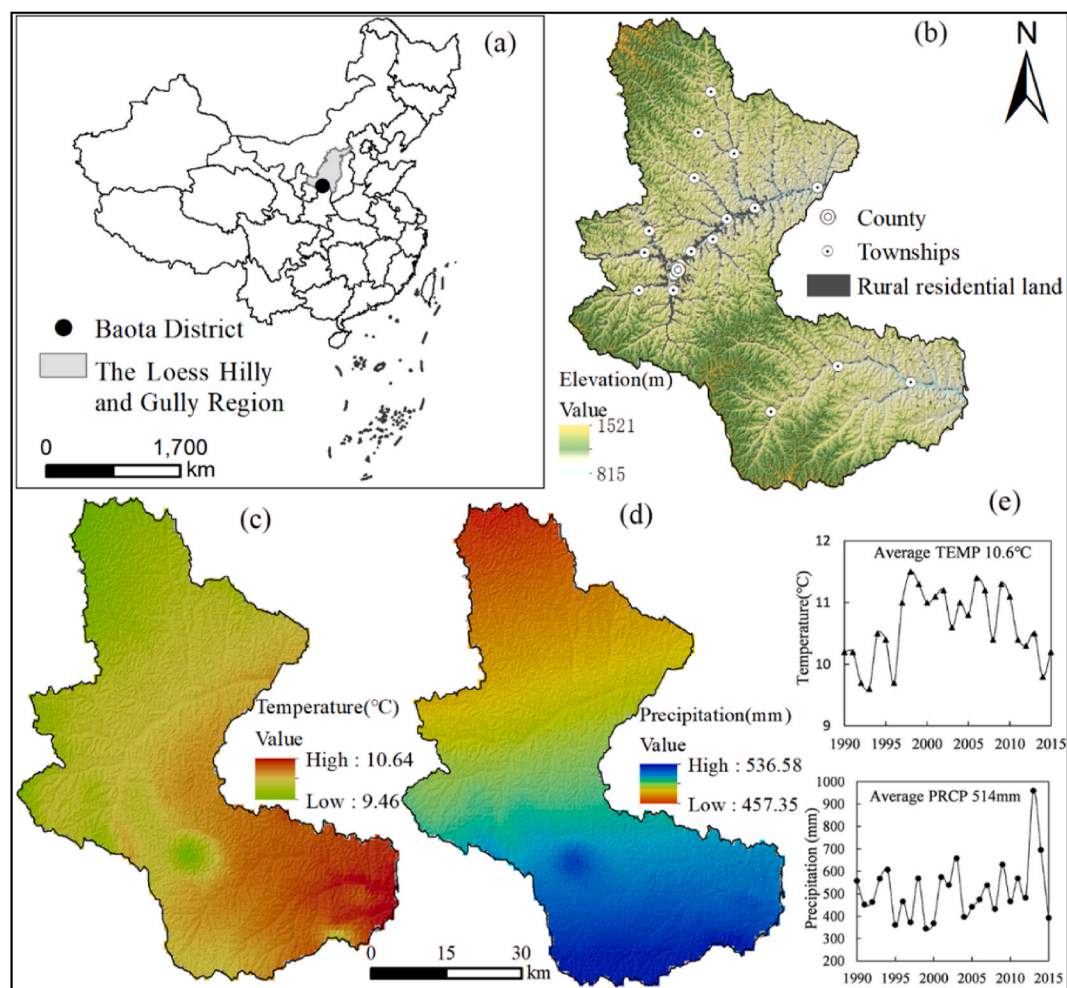 (a)
Baota District
The Loess Hilly
and Gully Region
0 1,700
km
(b)
N
County
Townships
Rural residential land
Elevation(m)
Value
1521
815
(c)
Temperature(℃)
Value
High : 10.64
Low : 9.46
(d)
Precipitation(mm)
Value
High : 536.58
Low : 457.35
0 15 30
km
(e)
Average TEMP 10.6℃
Temperature(℃)
12
11
10
9
1990 1995 2000 2005 2010 2015
Average PRCP 514mm
Precipitation (mm)
1000
900
800
700
600
500
400
300
200
1990 1995 2000 2005 2010 2015